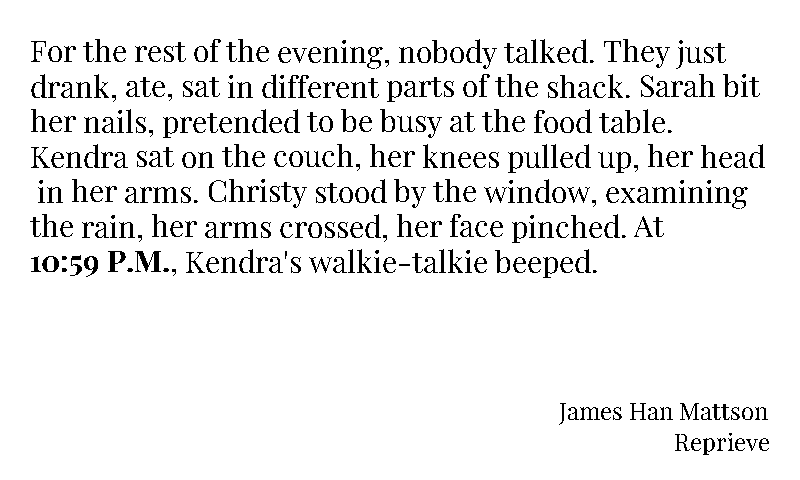 For the rest of the evening, nobody talked. They just
drank, ate, sat in different parts of the shack. Sarah bit
her nails, pretended to be busy at the food table.
Kendra sat on the couch, her knees pulled up, her head
in her arms. Christy stood by the window, examining
the rain, her arms crossed, her face pinched. At
10:59 P.M., Kendra's walkie-talkie beeped.
James Han Mattson
Reprieve